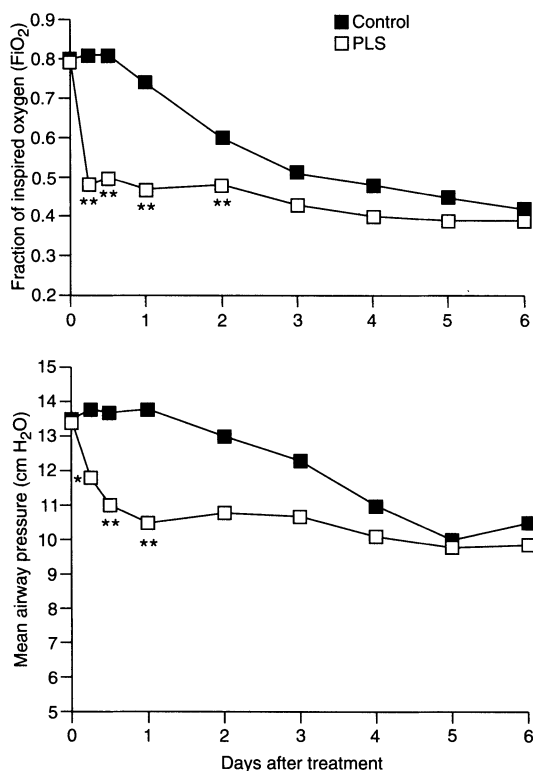 0.9
Control
PLS
0.8
0.7
0.6
0.5
0.4
0.3
0.2
** ** ** **
0 1 2 3 4 5 6
Fraction of inspired oxygen (FiO₂)
15
14
13
12
11
10
9
8
7
6
5
* ** **
0 1 2 3 4 5 6
Mean airway pressure (cm H₂O)
Days after treatment